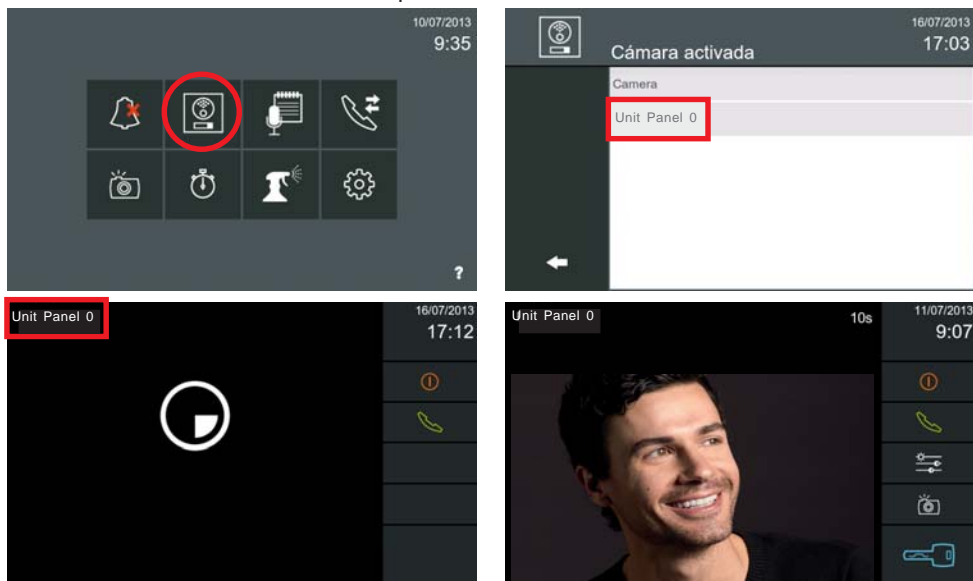 10/07/2013
9:35
?
16/07/2013
17:03
Cámara activada
Camera
Unit Panel 0
Unit Panel 0
16/07/2013
17:12
Unit Panel 0
10s
11/07/2013
9:07